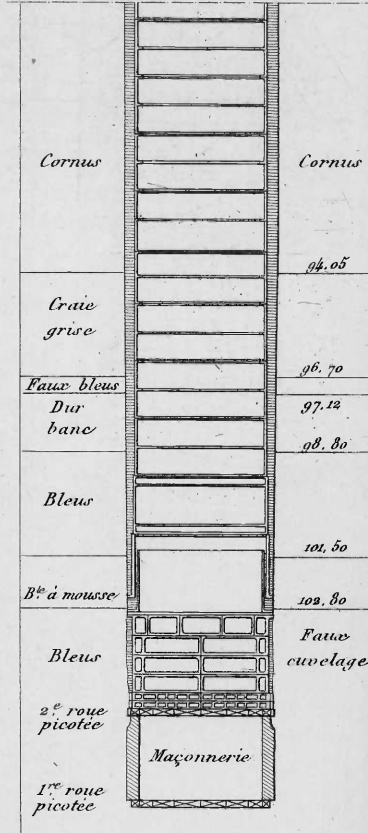 Cornus
Cornus
94.05
Craie
grise
96.70
Faux bleus
97.12
Dur
banc
98.80
Bleus
101,50
Bte à mousse
102.80
Faux
cuvelage
Bleus
2e roue
picotée
Maçonnerie
1re roue
picotée